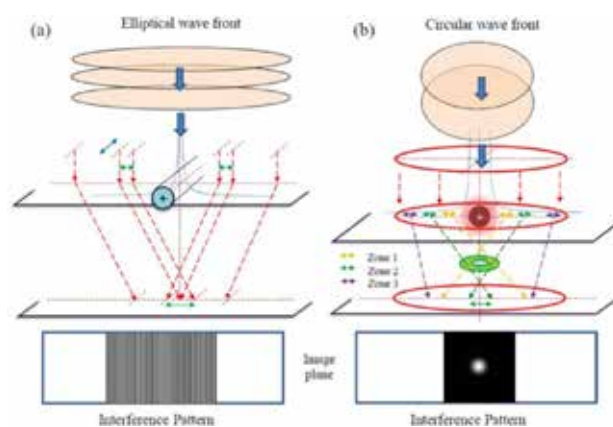 (a)
Elliptical wave front
(b)
Circular wave front
+
+
Zone 1
Zone 2
Zone 3
Image
plane
Interference Pattern
Interference Pattern